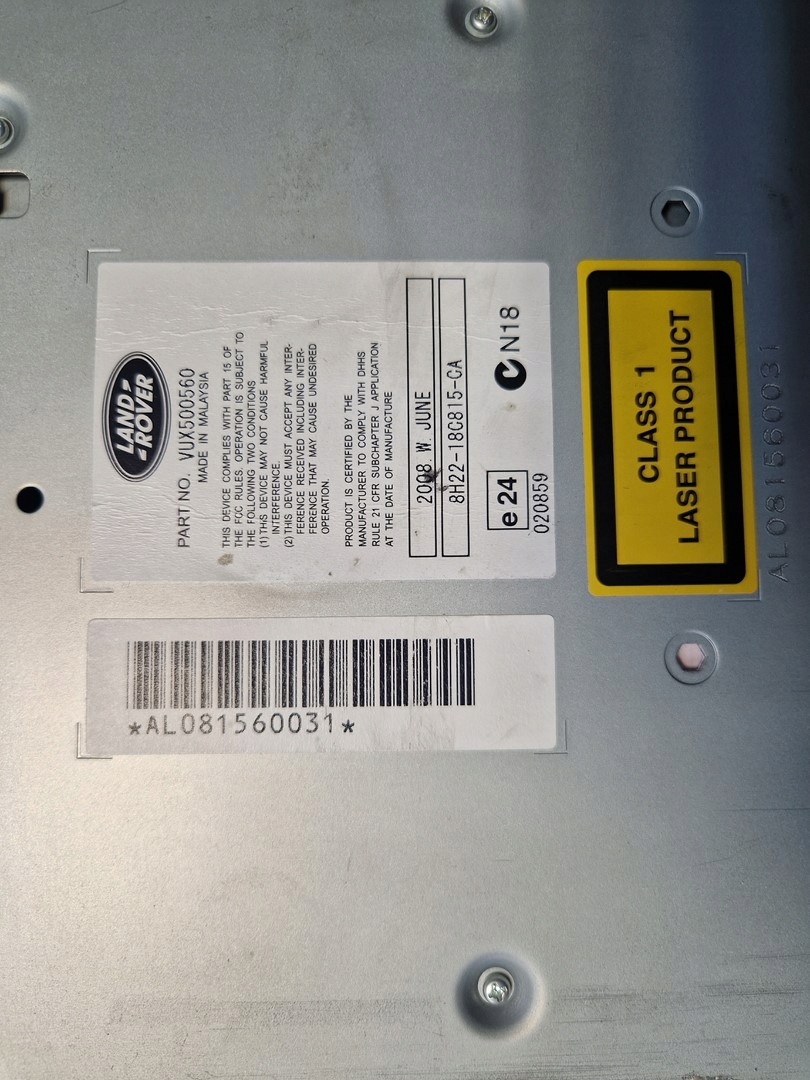 LAND-
-ROVER
PART NO. VUX500560
MADE IN MALAYSIA
THIS DEVICE COMPLIES WITH PART 15 OF
THE FCC RULES. OPERATION IS SUBJECT TO
THE FOLLOWING TWO CONDITIONS
(1) THIS DEVICE MAY NOT CAUSE HARMFUL
INTERFERENCE.
(2) THIS DEVICE MUST ACCEPT ANY INTER-
FERENCE RECEIVED INCLUDING INTER-
FERENCE THAT MAY CAUSE UNDESIRED
OPERATION.
PRODUCT IS CERTIFIED BY THE
MANUFACTURER TO COMPLY WITH DHHS
RULE 21 CFR SUBCHAPTER J APPLICATION
AT THE DATE OF MANUFACTURE
2008 W. JUNE
8H22-18C815-CA
e24 N18
020859
CLASS 1
LASER PRODUCT
AL081560031
*AL081560031*